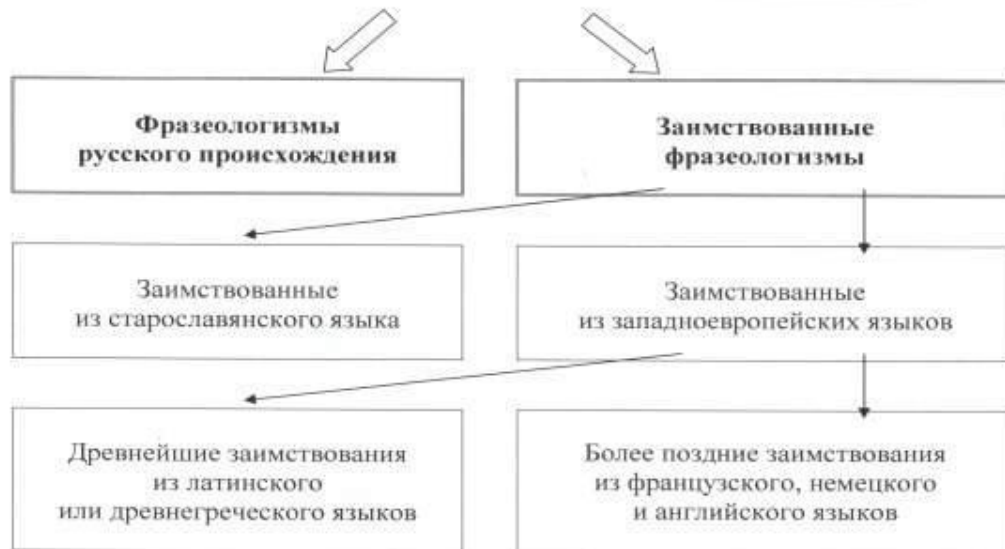 Фразеологизмы
русского происхождения
Заимствованные
фразеологизмы
Заимствованные
из старославянского языка
Заимствованные
из западноевропейских языков
Древнейшие заимствования
из латинского
или древнегреческого языков
Более поздние заимствования
из французского, немецкого
и английского языков